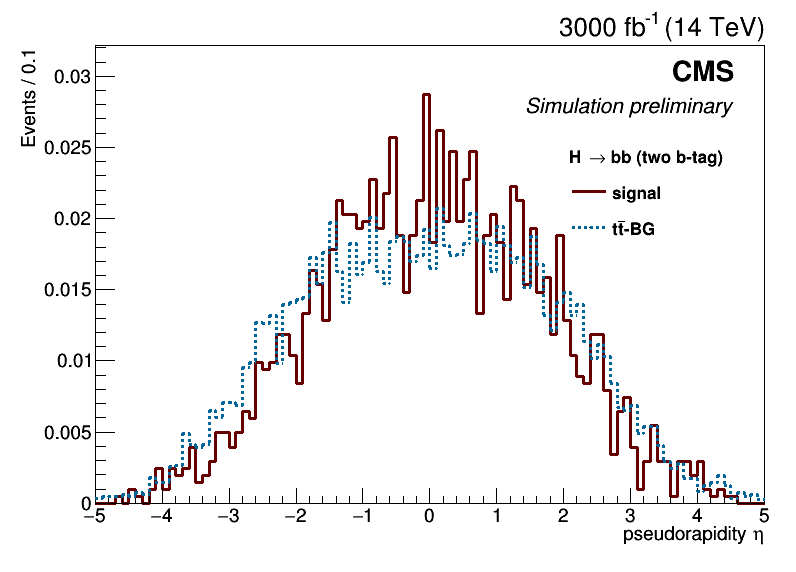 3000 fb⁻¹ (14 TeV)
CMS
Simulation preliminary
H → bb (two b-tag)
signal
tt̄-BG
Events / 0.1
0.03
0.025
0.02
0.015
0.01
0.005
0
−5 −4 −3 −2 −1 0 1 2 3 4 5
pseudorapidity η